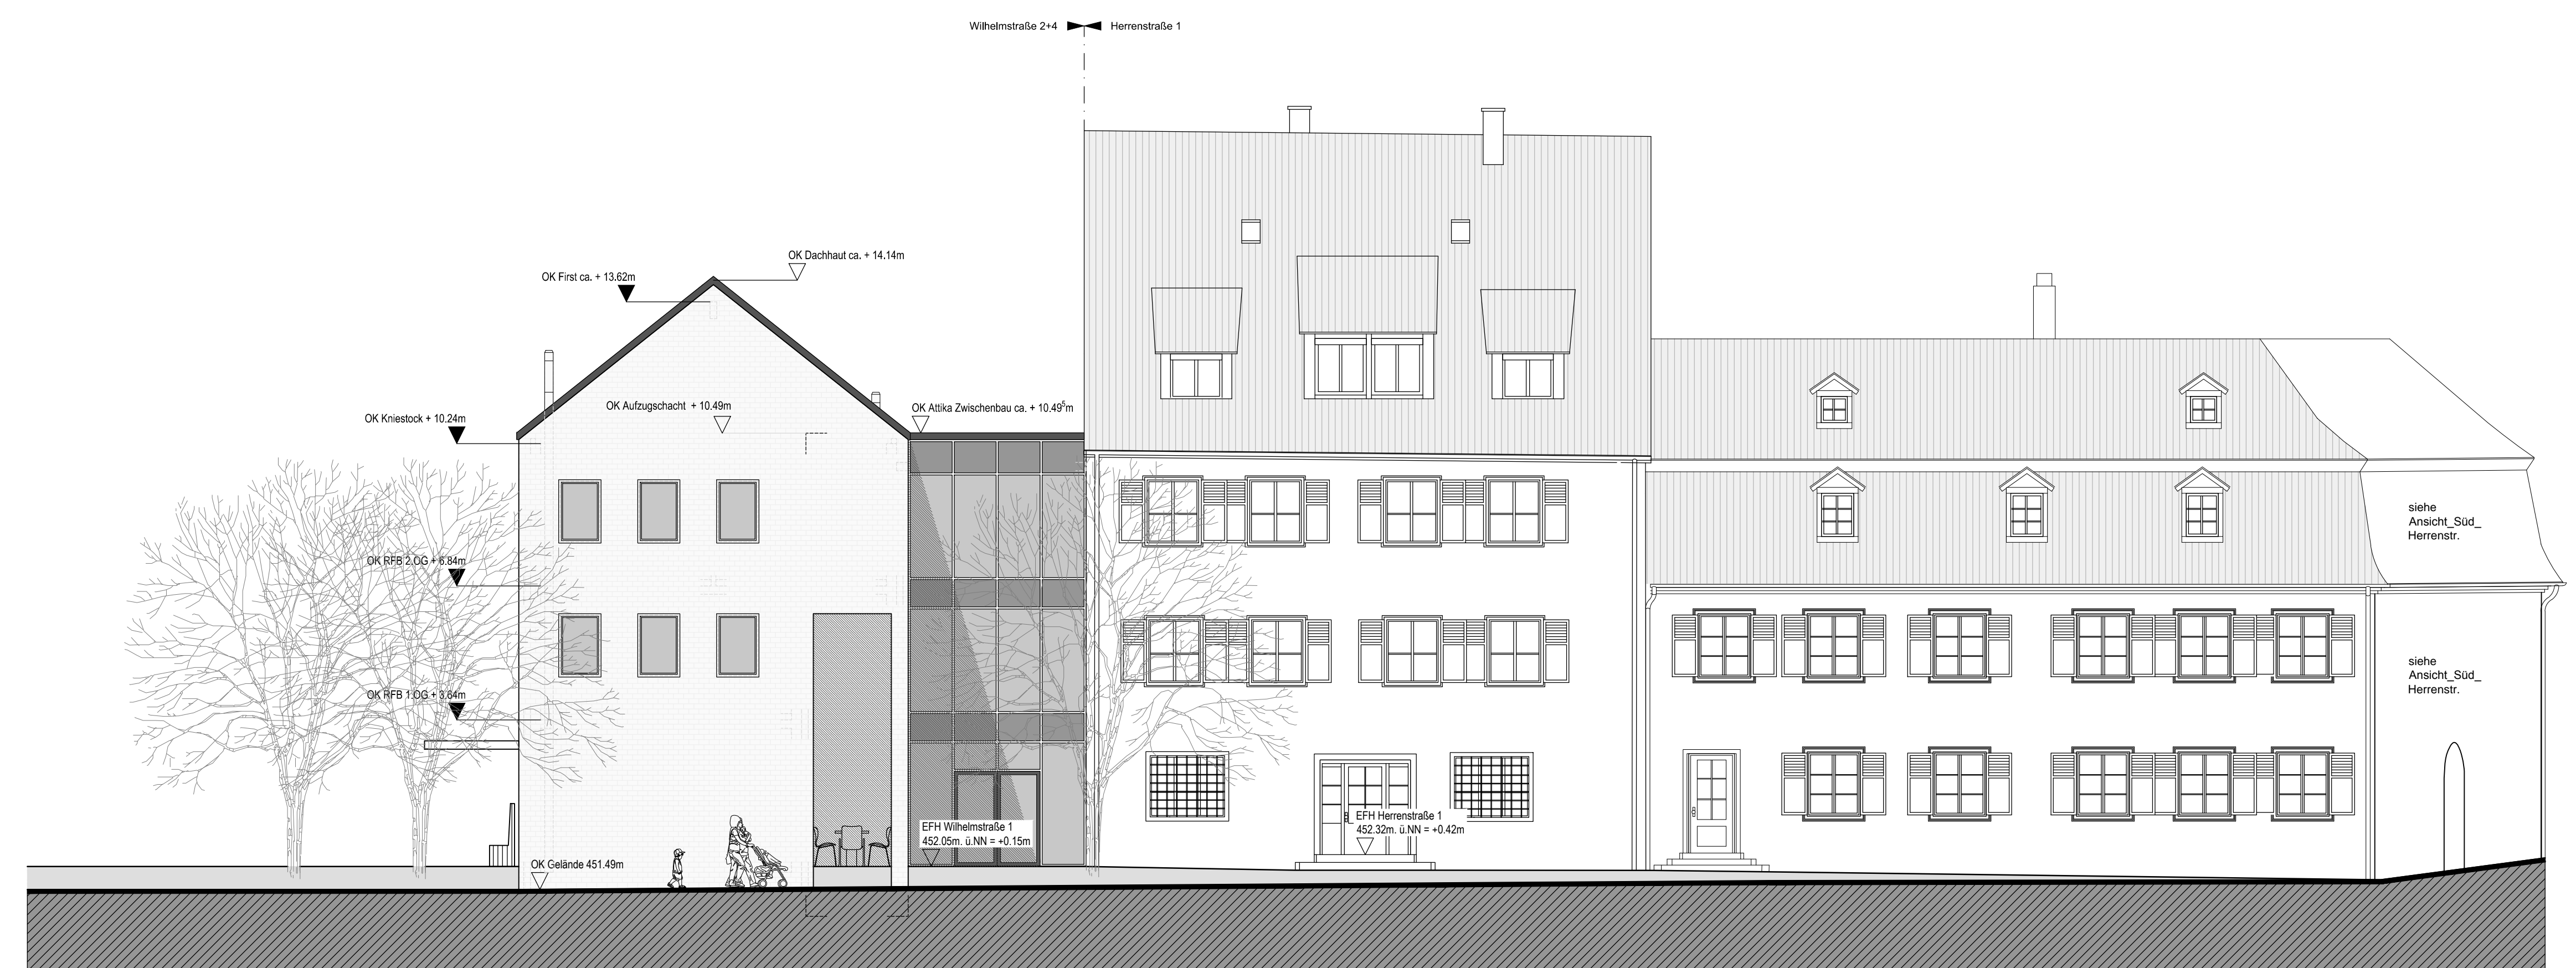 Wilhelmstraße 2+4
Herrenstraße 1
OK Dachhaut ca. + 14.14m
OK First ca. + 13.62m
OK Aufzugschacht + 10.49m
OK Attika Zwischenbau ca. + 10.49⁵m
OK Kniestock + 10.24m
siehe
Ansicht_Süd_
Herrenstr.
OK RFB 2.OG + 6.84m
siehe
Ansicht_Süd_
Herrenstr.
OK RFB 1.OG + 3.64m
EFH Wilhelmstraße 1
452.05m. ü.NN = +0.15m
EFH Herrenstraße 1
452.32m. ü.NN = +0.42m
OK Gelände 451.49m